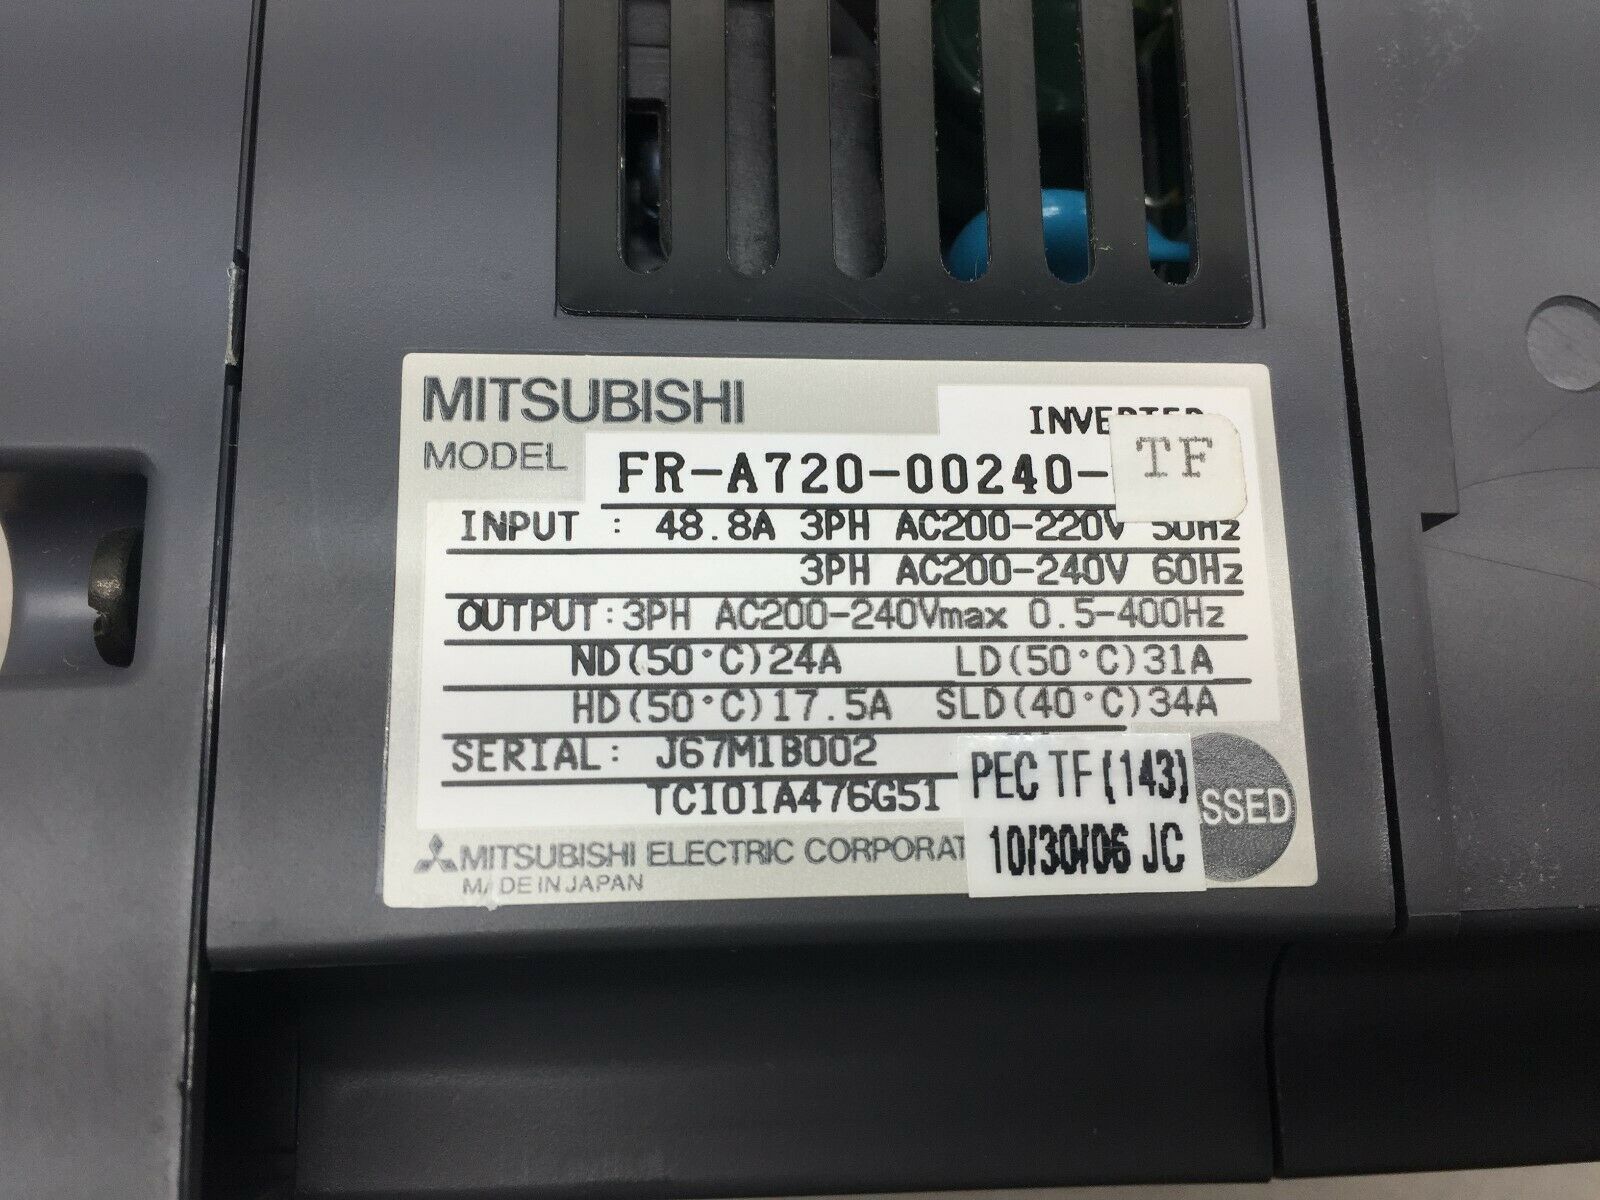 MITSUBISHI
INVERTER
MODEL FR-A720-00240-TF
INPUT : 48.8A 3PH AC200-220V 50Hz
3PH AC200-240V 60Hz
OUTPUT:3PH AC200-240Vmax 0.5-400Hz
ND(50°C)24A LD(50°C)31A
HD(50°C)17.5A SLD(40°C)34A
SERIAL: J67M1B002
TC101A476G51
PEC TF (143)
10/30/06 JC
SSED
MITSUBISHI ELECTRIC CORPORAT
MADE IN JAPAN